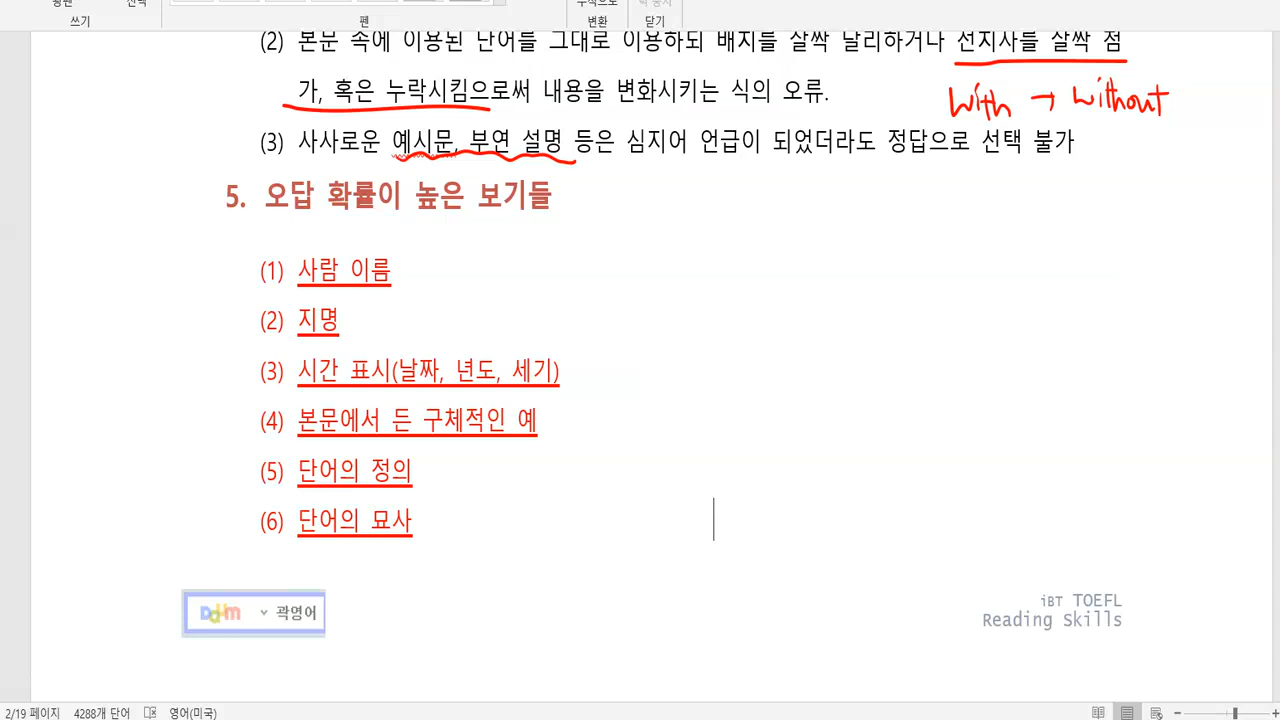 쓰기
펜
변환
닫기
(2) 본문 속에 이용된 단어를 그대로 이용하되 배치를 살짝 달리하거나 전치사를 살짝 첨
가, 혹은 누락시킴으로써 내용을 변화시키는 식의 오류.
with → without
(3) 사사로운 예시문, 부연 설명 등은 심지어 언급이 되었더라도 정답으로 선택 불가
5. 오답 확률이 높은 보기들
(1) 사람 이름
(2) 지명
(3) 시간 표시(날짜, 년도, 세기)
(4) 본문에서 든 구체적인 예
(5) 단어의 정의
(6) 단어의 묘사
Daum 곽영어
iBT TOEFL
Reading Skills
2/19 페이지 4288개 단어 영어(미국)